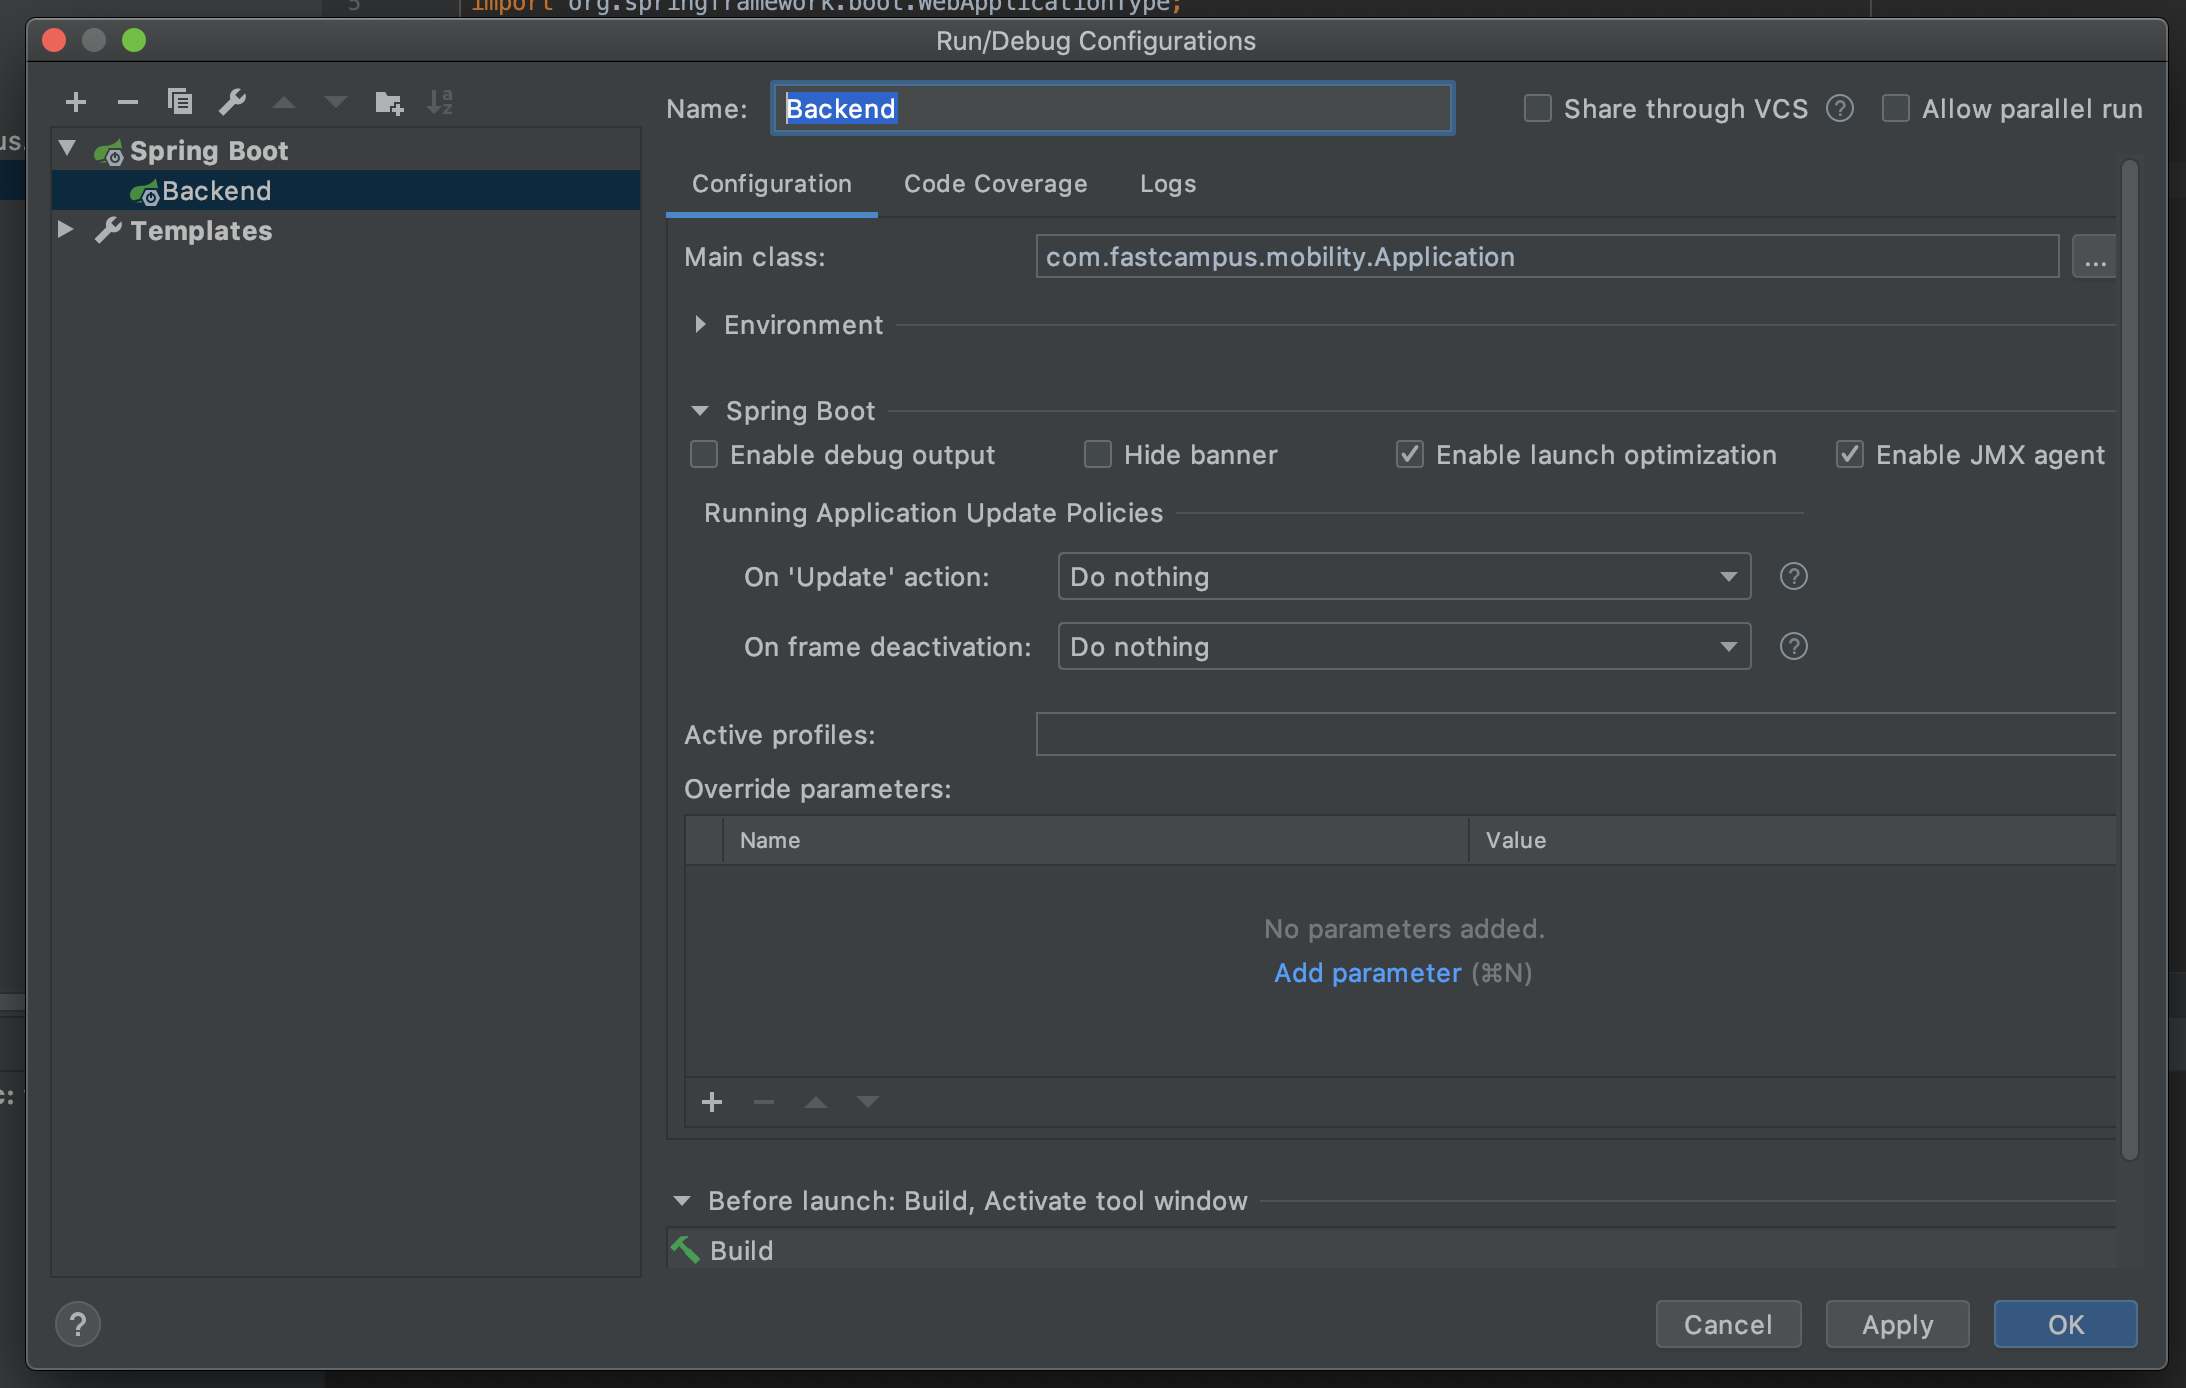 5 import org.springframework.boot.WebApplicationType;
Run/Debug Configurations
Name: Backend
Share through VCS ?
Allow parallel run
Spring Boot
Backend
Templates
Configuration Code Coverage Logs
Main class: com.fastcampus.mobility.Application ...
Environment
Spring Boot
Enable debug output Hide banner Enable launch optimization Enable JMX agent
Running Application Update Policies
On 'Update' action: Do nothing ?
On frame deactivation: Do nothing ?
Active profiles:
Override parameters:
Name Value
No parameters added.
Add parameter (⌘N)
Before launch: Build, Activate tool window
Build
? Cancel Apply OK